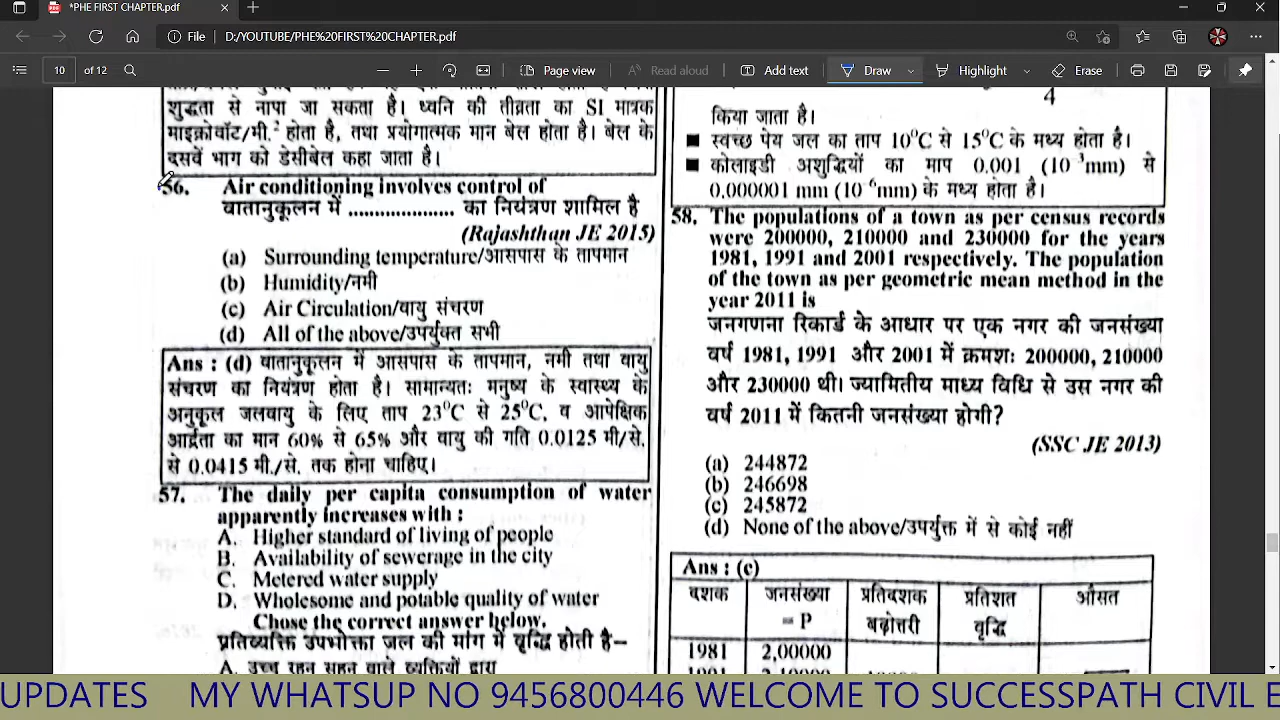 *PHE FIRST CHAPTER.pdf
File D:/YOUTUBE/PHE%20FIRST%20CHAPTER.pdf
10 of 12 Page view Read aloud Add text Draw Highlight Erase
शुद्धता से नापा जा सकता है। ध्वनि की तीव्रता का SI मात्रक
माइक्रोवॉट/मी.² होता है, तथा प्रयोगात्मक मान बेल होता है। बेल के
दसवें भाग को डेसीबेल कहा जाता है।
56. Air conditioning involves control of
वातानुकूलन में .................... का नियंत्रण शामिल है
(Rajashthan JE 2015)
(a) Surrounding temperature/आसपास के तापमान
(b) Humidity/नमी
(c) Air Circulation/वायु संचरण
(d) All of the above/उपर्युक्त सभी
Ans : (d) वातानुकूलन में आसपास के तापमान, नमी तथा वायु
संचरण का नियंत्रण होता है। सामान्यतः मनुष्य के स्वास्थ्य के
अनुकूल जलवायु के लिए ताप 23⁰C से 25⁰C, व आपेक्षिक
आर्द्रता का मान 60% से 65% और वायु की गति 0.0125 मी/से.
से 0.0415 मी./से. तक होना चाहिए।
57. The daily per capita consumption of water
apparently increases with :
A. Higher standard of living of people
B. Availability of sewerage in the city
C. Metered water supply
D. Wholesome and potable quality of water
Chose the correct answer below.
प्रतिव्यक्ति उपभोक्ता जल की मांग में वृद्धि होती है–
A. उच्च रहन सहन वाले व्यक्तियों द्वारा
4
किया जाता है।
■ स्वच्छ पेय जल का ताप 10⁰C से 15⁰C के मध्य होता है।
■ कोलाइडी अशुद्धियों का माप 0.001 (10⁻³mm) से
0.000001 mm (10⁻⁶mm) के मध्य होता है।
58. The populations of a town as per census records
were 200000, 210000 and 230000 for the years
1981, 1991 and 2001 respectively. The population
of the town as per geometric mean method in the
year 2011 is
जनगणना रिकार्ड के आधार पर एक नगर की जनसंख्या
वर्ष 1981, 1991 और 2001 में क्रमशः 200000, 210000
और 230000 थी। ज्यामितीय माध्य विधि से उस नगर की
वर्ष 2011 में कितनी जनसंख्या होगी?
(SSC JE 2013)
(a) 244872
(b) 246698
(c) 245872
(d) None of the above/उपर्युक्त में से कोई नहीं
Ans : (c)
दशक जनसंख्या प्रतिदशक प्रतिशत औसत
= P बढ़ोत्तरी वृद्धि
1981 2,00000
UPDATES MY WHATSUP NO 9456800446 WELCOME TO SUCCESSPATH CIVIL E